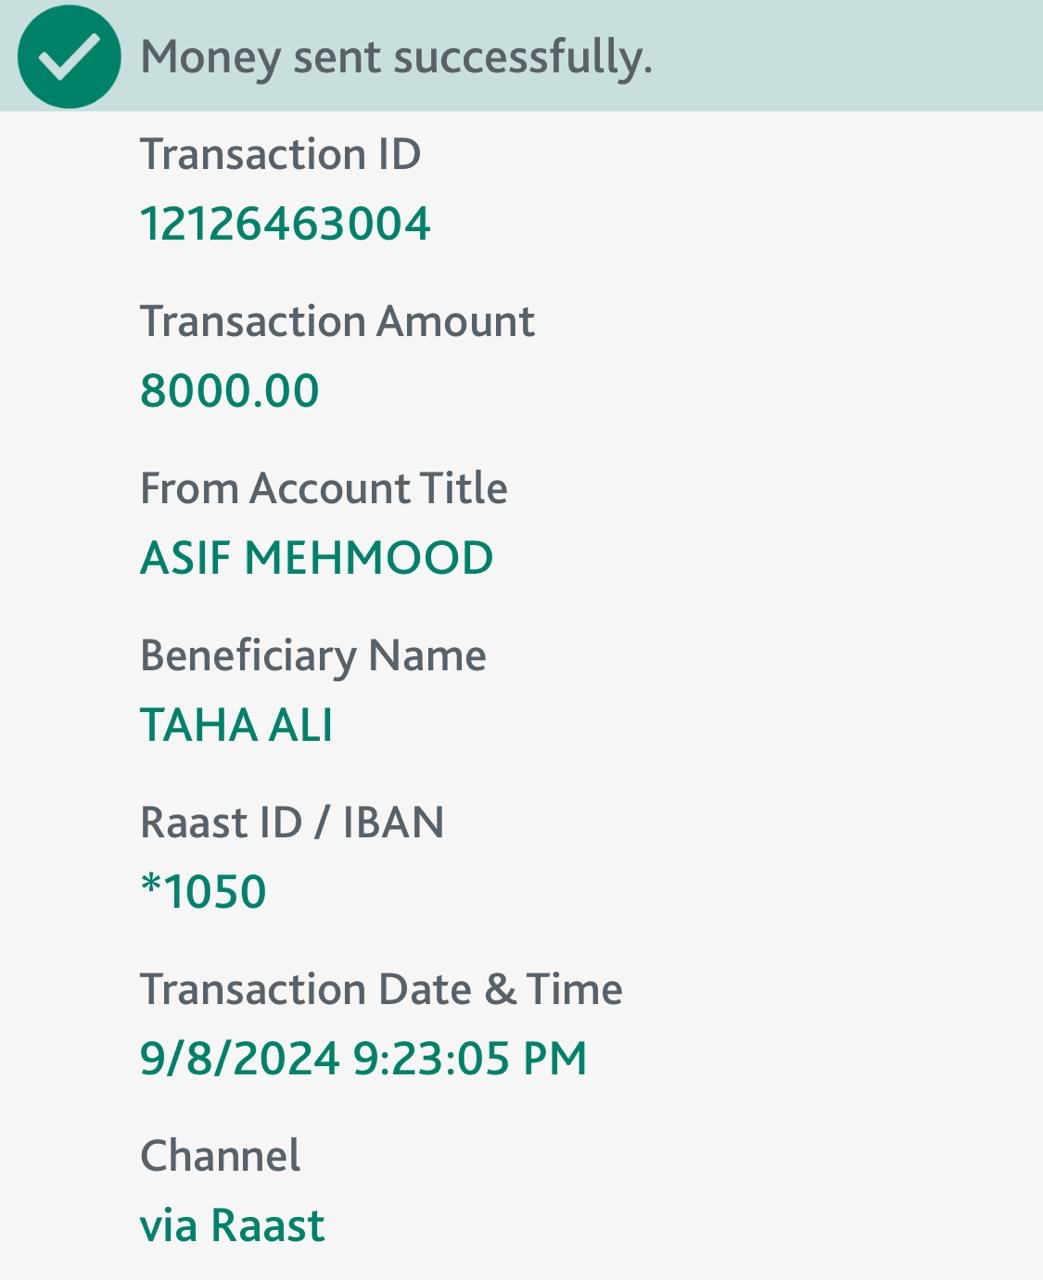 Money sent successfully.
Transaction ID
12126463004
Transaction Amount
8000.00
From Account Title
ASIF MEHMOOD
Beneficiary Name
TAHA ALI
Raast ID / IBAN
*1050
Transaction Date & Time
9/8/2024 9:23:05 PM
Channel
via Raast